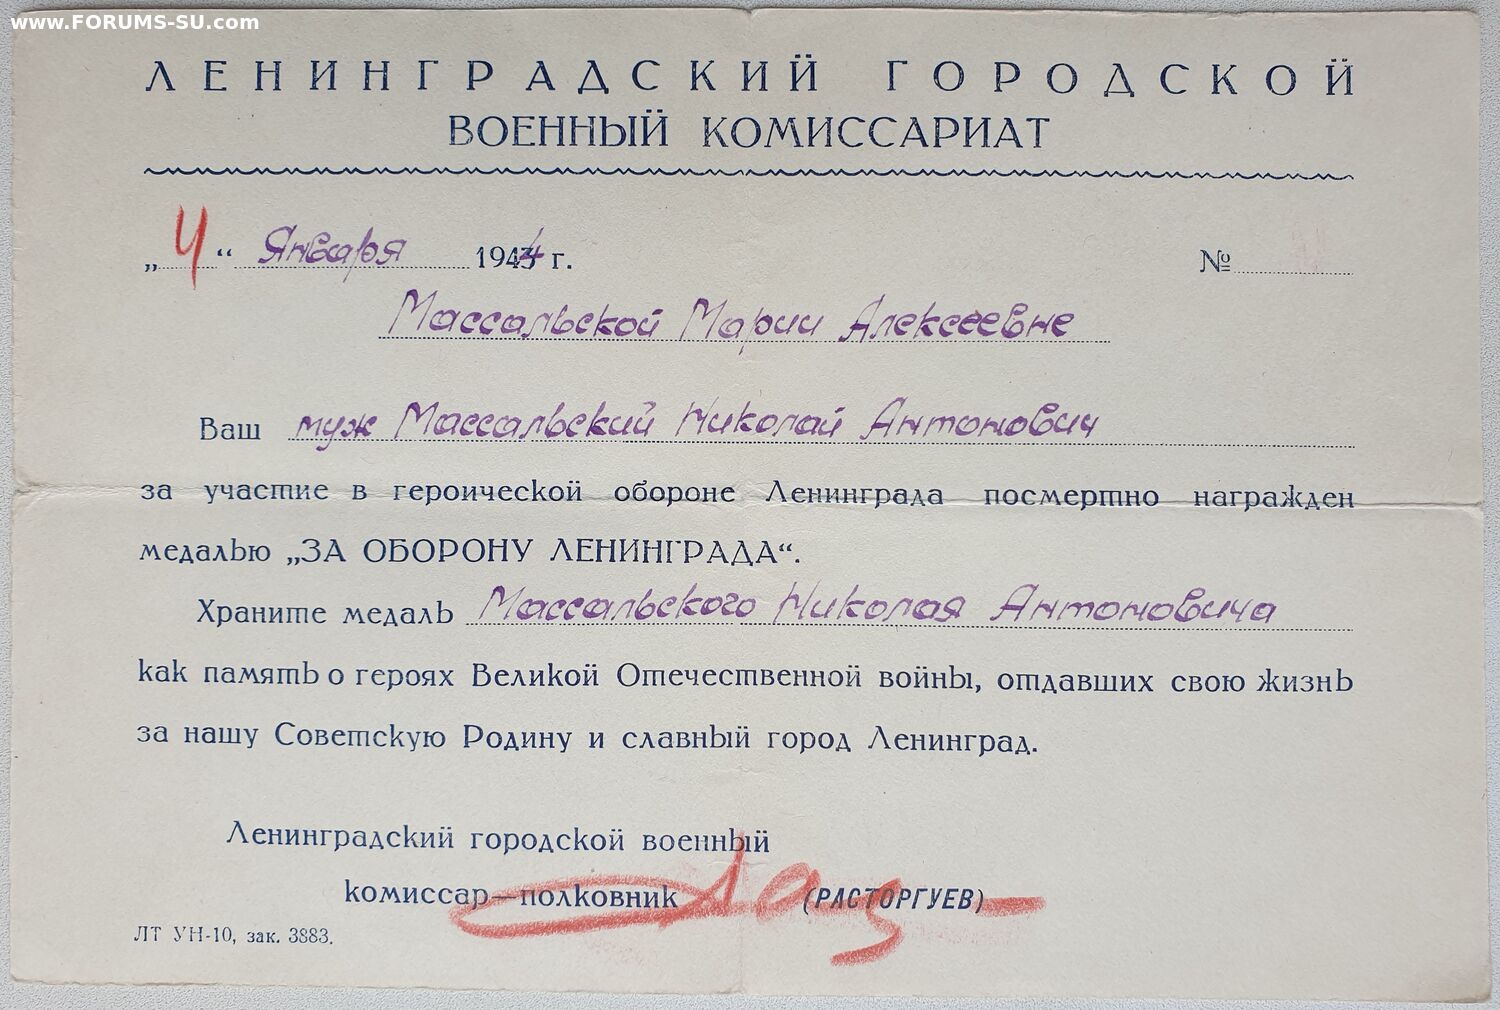 www.FORUMS-SU.com
ЛЕНИНГРАДСКИЙ ГОРОДСКОЙ
ВОЕННЫЙ КОМИССАРИАТ
„4“ Января 1944 г. №
Массальской Марии Алексеевне
Ваш муж Массальский Николай Антонович
за участие в героической обороне Ленинграда посмертно награжден
медалью „ЗА ОБОРОНУ ЛЕНИНГРАДА“.
Храните медаль Массальского Николая Антоновича
как память о героях Великой Отечественной войны, отдавших свою жизнь
за нашу Советскую Родину и славный город Ленинград.
Ленинградский городской военный
комиссар—полковник (РАСТОРГУЕВ)
ЛТ УН-10, зак. 3883.